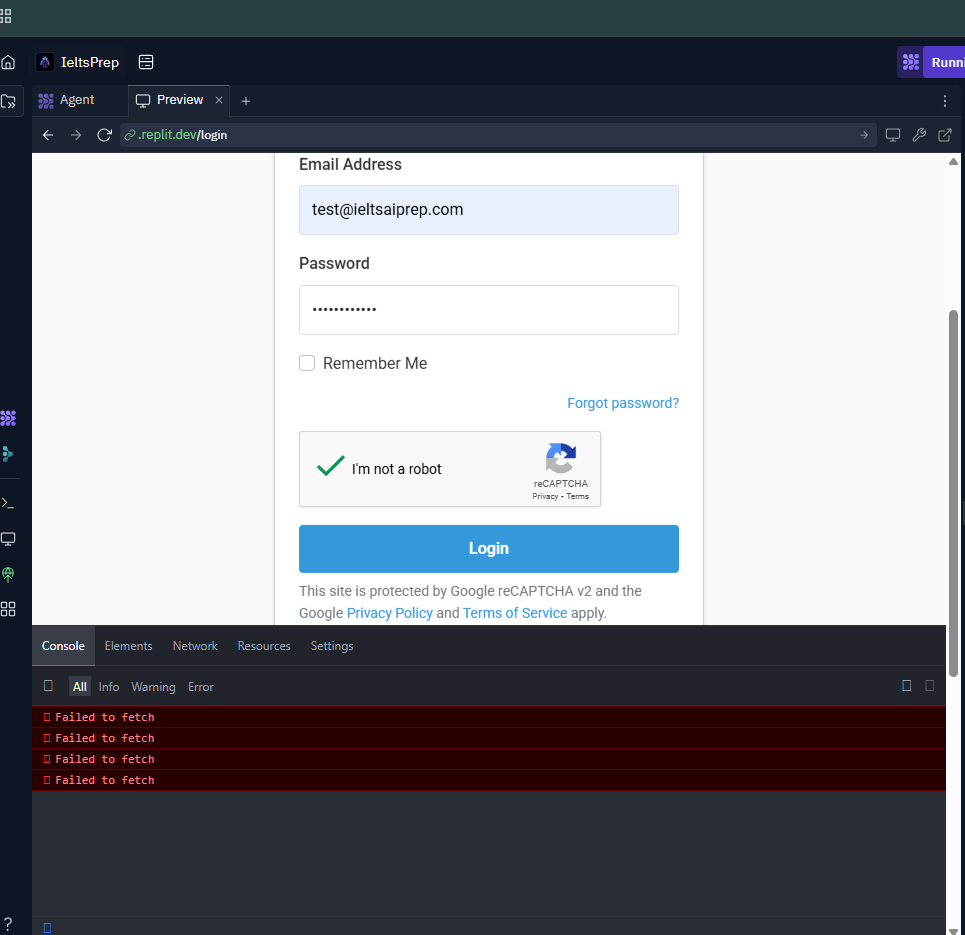 IeltsPrep
Runni
Agent
Preview
.replit.dev/login
Email Address
test@ieltsaiprep.com
Password
Remember Me
Forgot password?
I'm not a robot
reCAPTCHA
Privacy - Terms
Login
This site is protected by Google reCAPTCHA v2 and the
Google Privacy Policy and Terms of Service apply.
Console Elements Network Resources Settings
All Info Warning Error
Failed to fetch
Failed to fetch
Failed to fetch
Failed to fetch
?